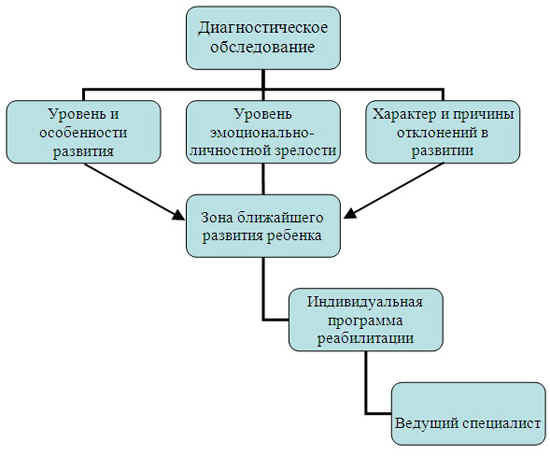 Диагностическое
обследование
Уровень и
особенности
развития
Уровень
эмоционально-
личностной зрелости
Характер и причины
отклонений в
развитии
Зона ближайшего
развития ребенка
Индивидуальная
программа
реабилитации
Ведущий специалист